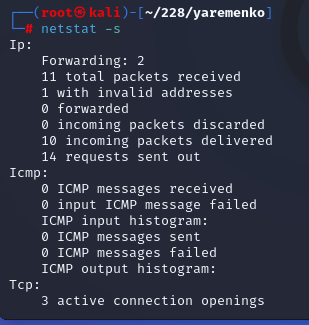 ┌──(root㉿kali)-[~/228/yaremenko]
└─# netstat -s
Ip:
    Forwarding: 2
    11 total packets received
    1 with invalid addresses
    0 forwarded
    0 incoming packets discarded
    10 incoming packets delivered
    14 requests sent out
Icmp:
    0 ICMP messages received
    0 input ICMP message failed
    ICMP input histogram:
    0 ICMP messages sent
    0 ICMP messages failed
    ICMP output histogram:
Tcp:
    3 active connection openings